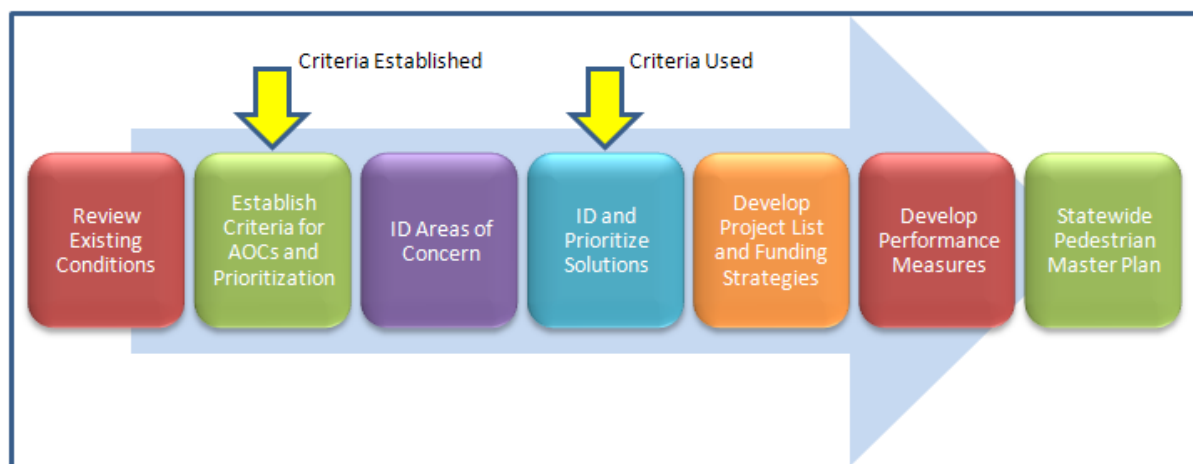 Criteria Established
Criteria Used
Review
Existing
Conditions
Establish
Criteria for
AOCs and
Prioritization
ID Areas of
Concern
ID and
Prioritize
Solutions
Develop
Project List
and Funding
Strategies
Develop
Performance
Measures
Statewide
Pedestrian
Master Plan